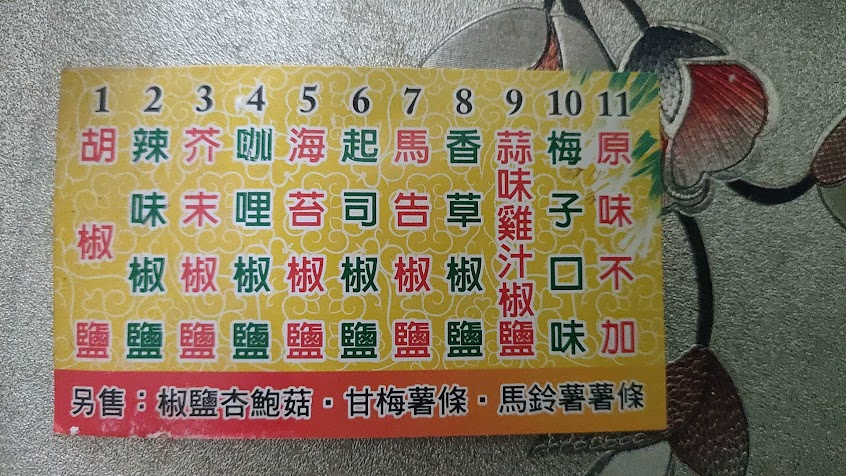 1 2 3 4 5 6 7 8 9 10 11
胡椒鹽
辣味椒鹽
芥末椒鹽
咖哩椒鹽
海苔椒鹽
起司椒鹽
馬告椒鹽
香草椒鹽
蒜味雞汁椒鹽
梅子口味
原味不加
另售：椒鹽杏鮑菇·甘梅薯條·馬鈴薯薯條